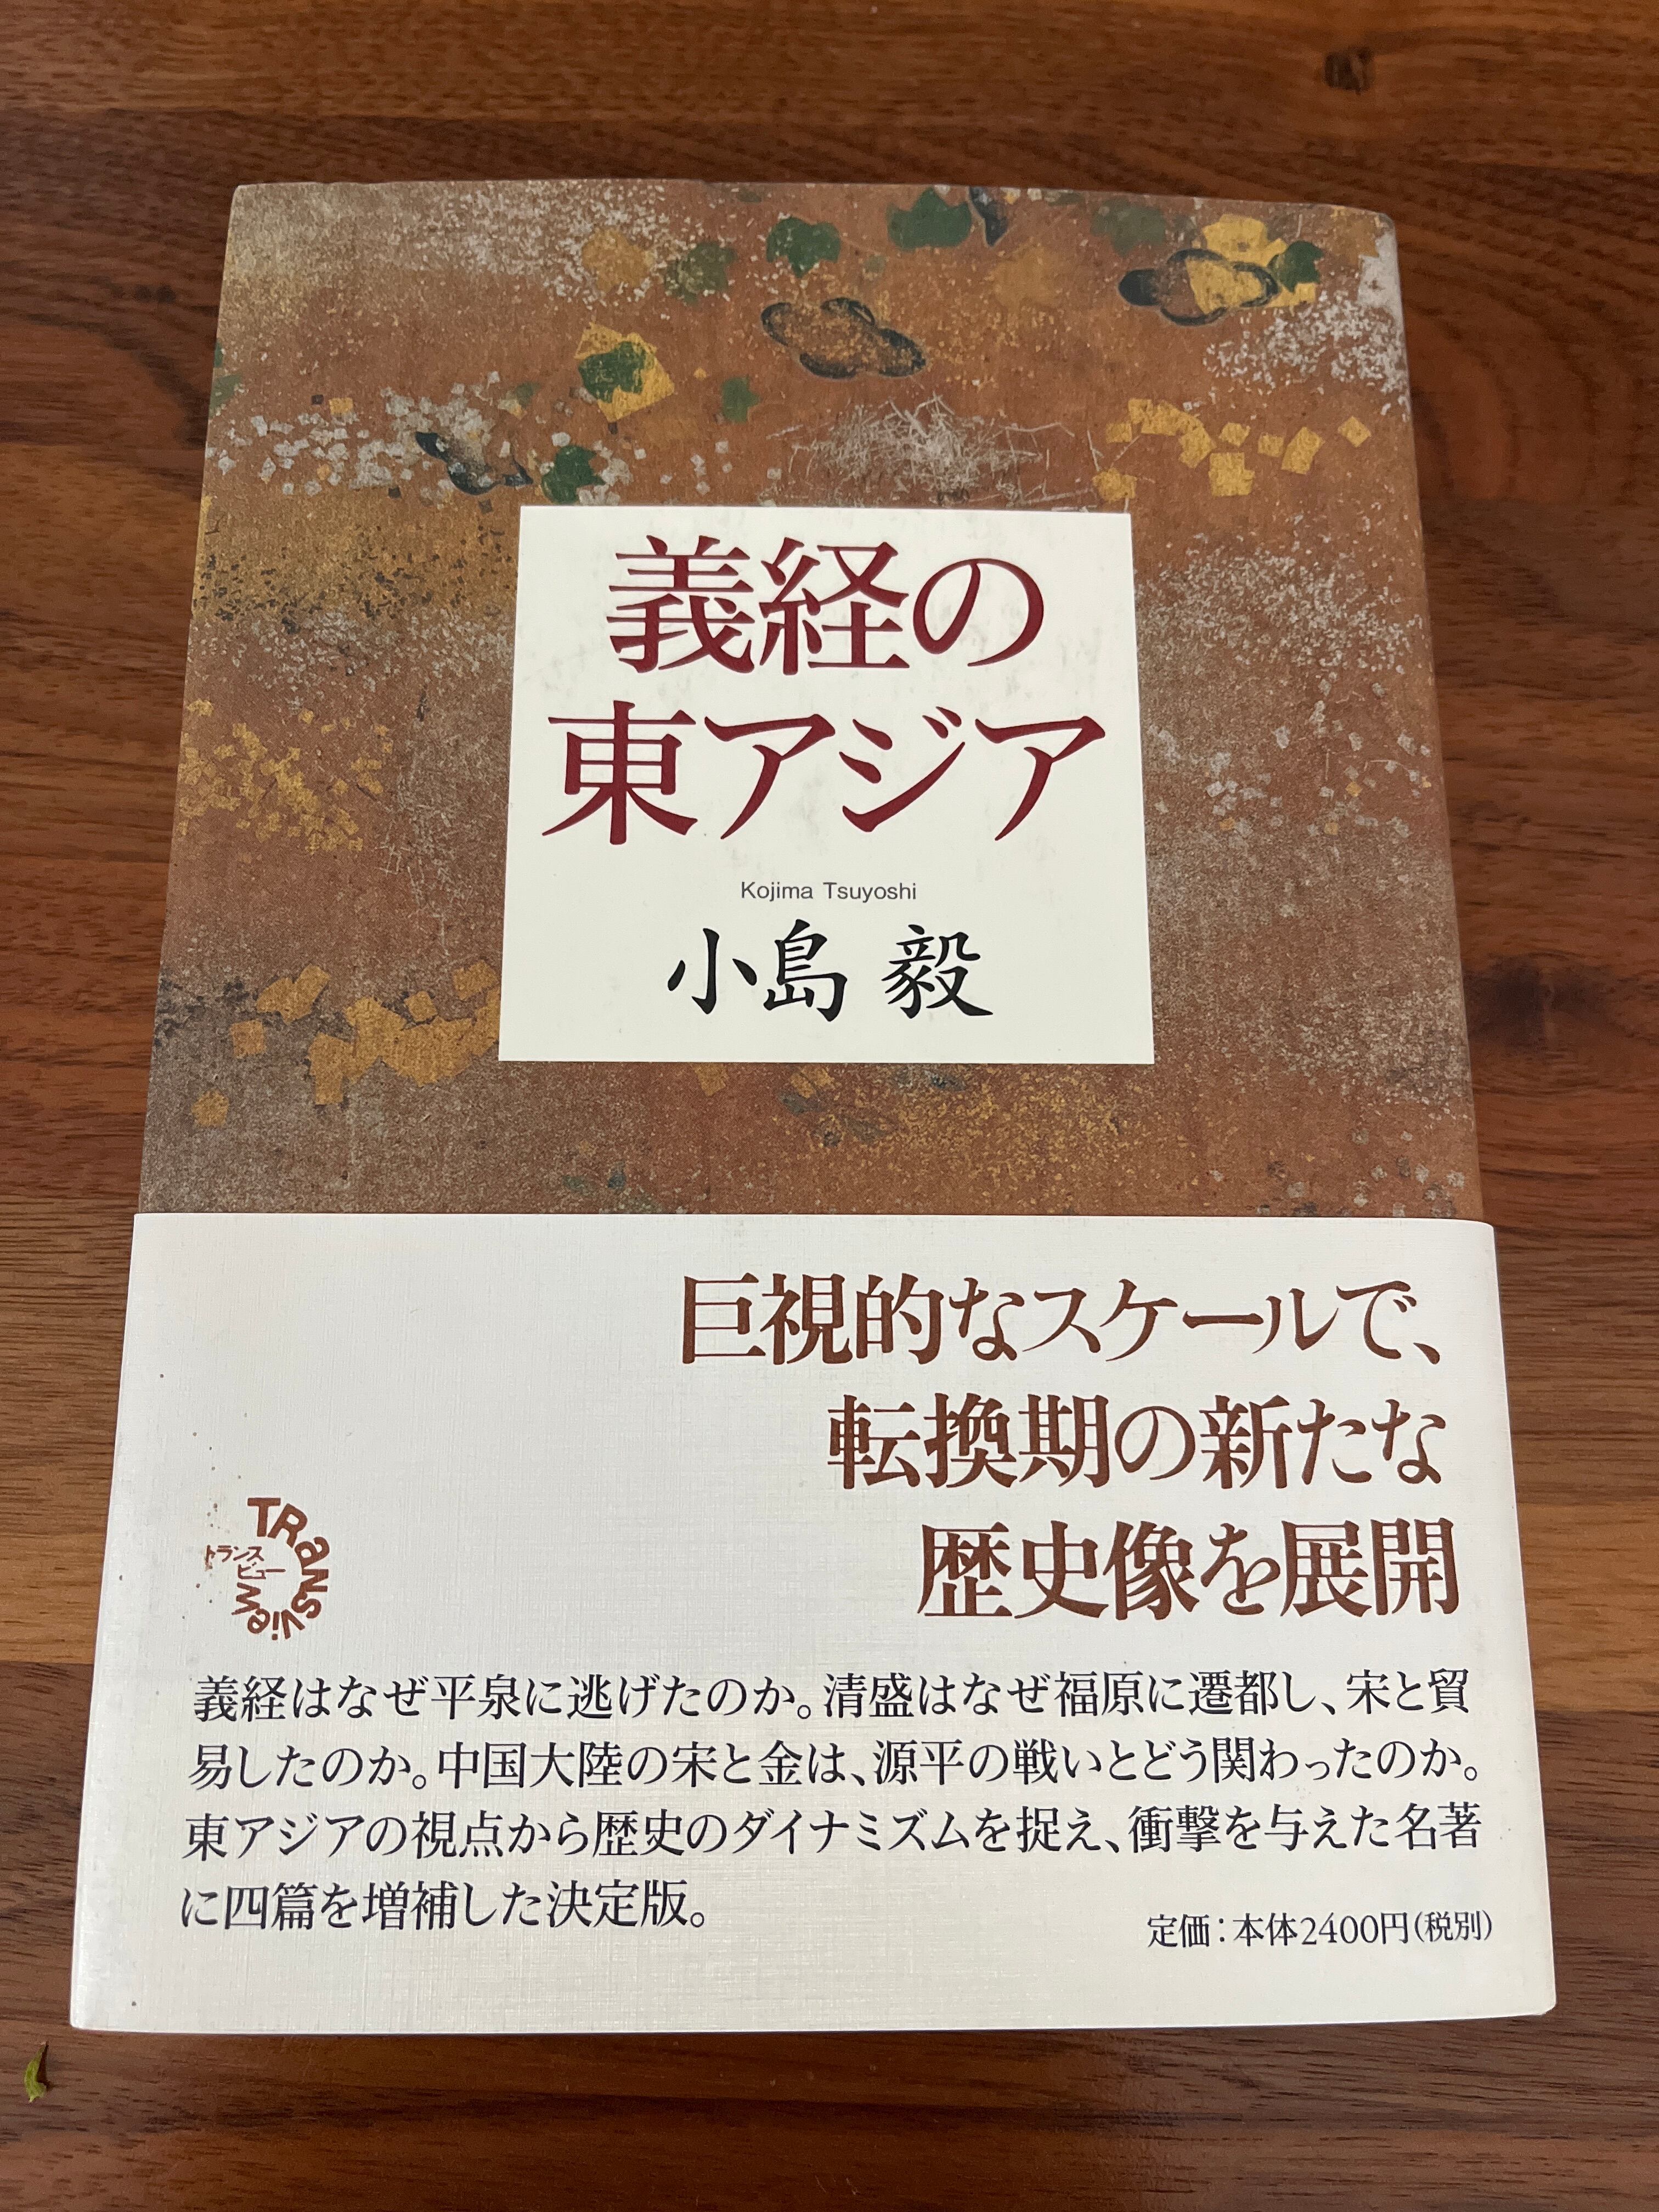 義経の
東アジア
Kojima Tsuyoshi
小島 毅
巨視的なスケールで、
転換期の新たな
歴史像を展開
TRansview
トランス
ビュー
義経はなぜ平泉に逃げたのか。清盛はなぜ福原に遷都し、宋と貿
易したのか。中国大陸の宋と金は、源平の戦いとどう関わったのか。
東アジアの視点から歴史のダイナミズムを捉え、衝撃を与えた名著
に四篇を増補した決定版。
定価：本体2400円(税別)